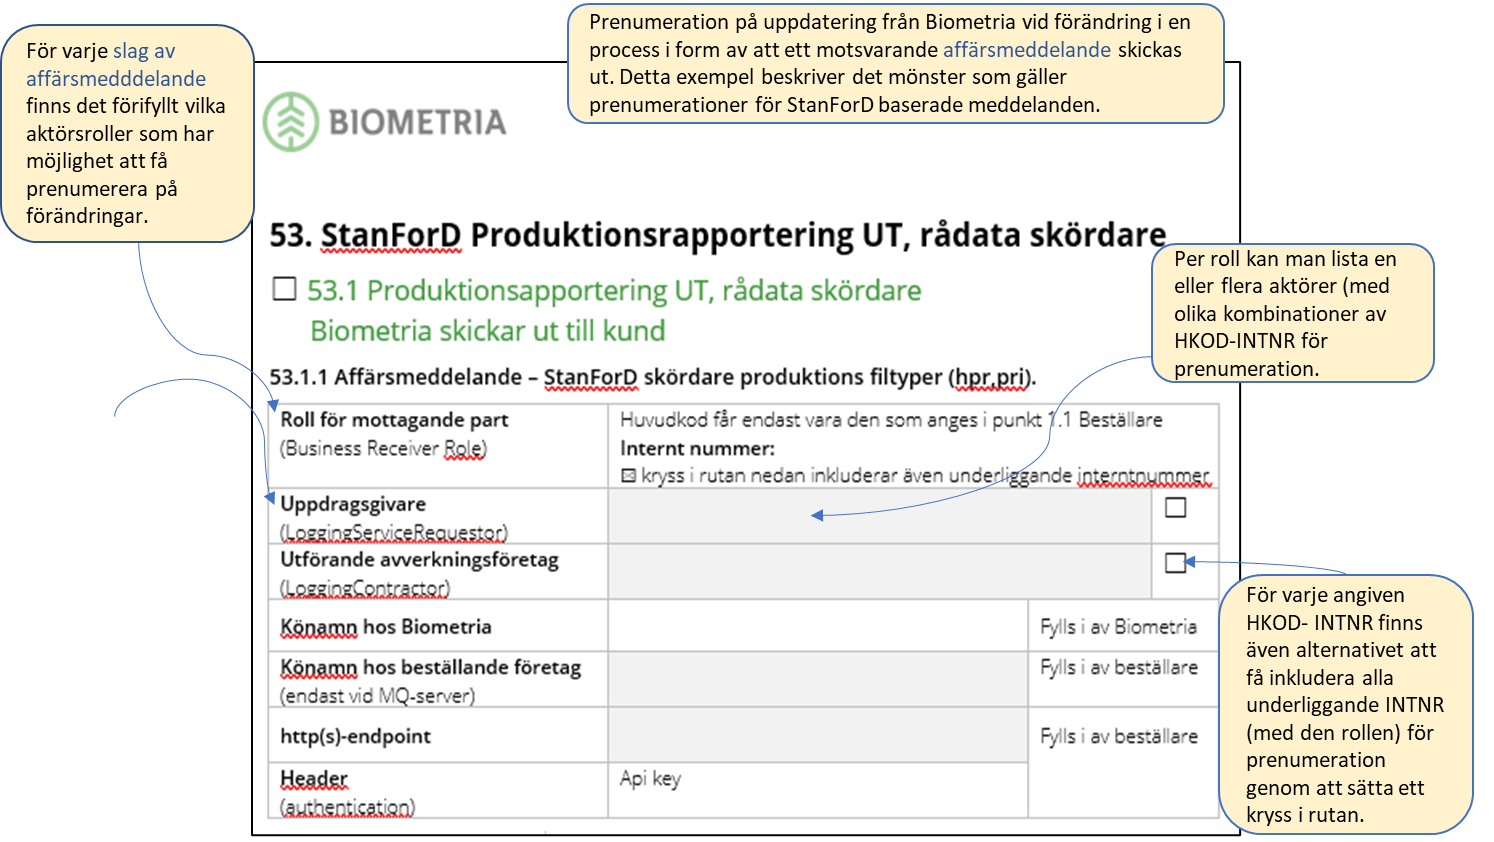 Prenumeration på uppdatering från Biometria vid förändring i en
process i form av att ett motsvarande affärsmeddelande skickas
ut. Detta exempel beskriver det mönster som gäller
prenumerationer för StanForD baserade meddelanden.
För varje slag av
affärsmedddelande
finns det förifyllt vilka
aktörsroller som har
möjlighet att få
prenumerera på
förändringar.
BIOMETRIA
53. StanForD Produktionsrapportering UT, rådata skördare
☐ 53.1 Produktionsapportering UT, rådata skördare
Biometria skickar ut till kund
Per roll kan man lista en
eller flera aktörer (med
olika kombinationer av
HKOD-INTNR för
prenumeration.
53.1.1 Affärsmeddelande – StanForD skördare produktions filtyper (hpr,pri).
Roll för mottagande part
(Business Receiver Role)
Huvudkod får endast vara den som anges i punkt 1.1 Beställare
Internt nummer:
☒ kryss i rutan nedan inkluderar även underliggande interntnummer
Uppdragsgivare
(LoggingServiceRequestor)
☐
Utförande avverkningsföretag
(LoggingContractor)
☐
Könamn hos Biometria
Fylls i av Biometria
Könamn hos beställande företag
(endast vid MQ-server)
Fylls i av beställare
http(s)-endpoint
Fylls i av beställare
Header
(authentication)
Api key
För varje angiven
HKOD- INTNR finns
även alternativet att
få inkludera alla
underliggande INTNR
(med den rollen) för
prenumeration
genom att sätta ett
kryss i rutan.